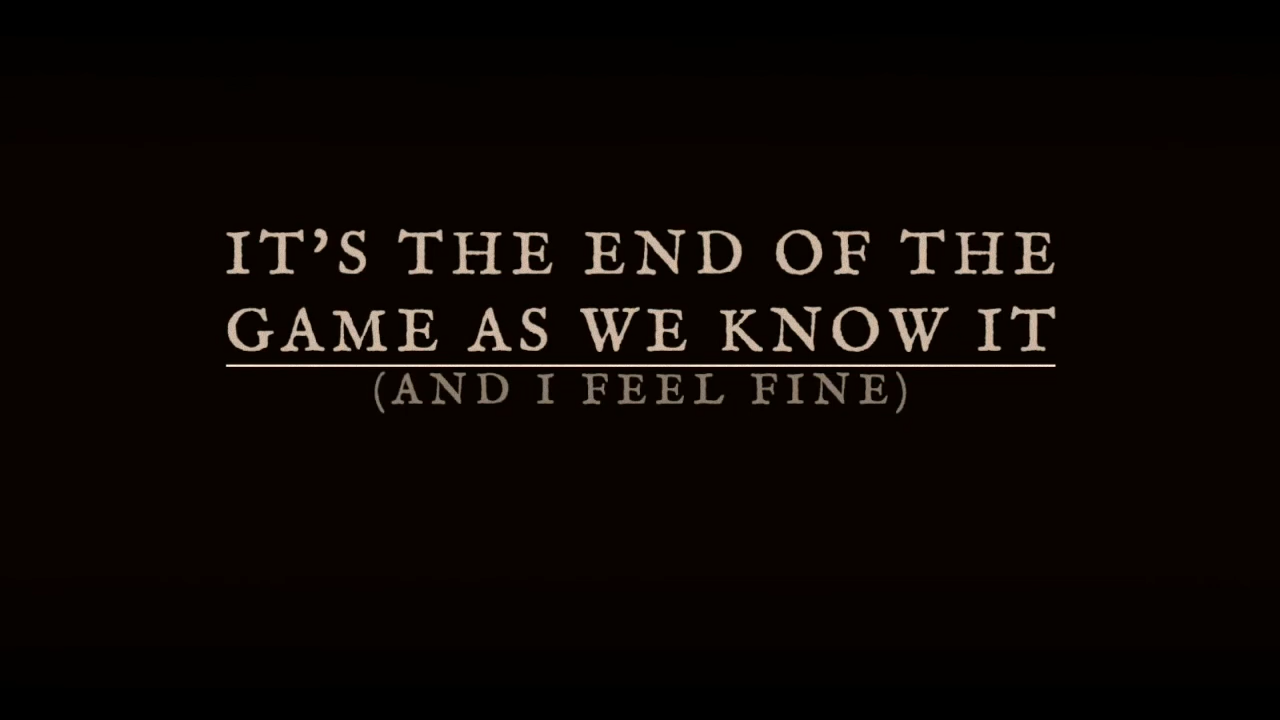 IT’S THE END OF THE
GAME AS WE KNOW IT
(AND I FEEL FINE)